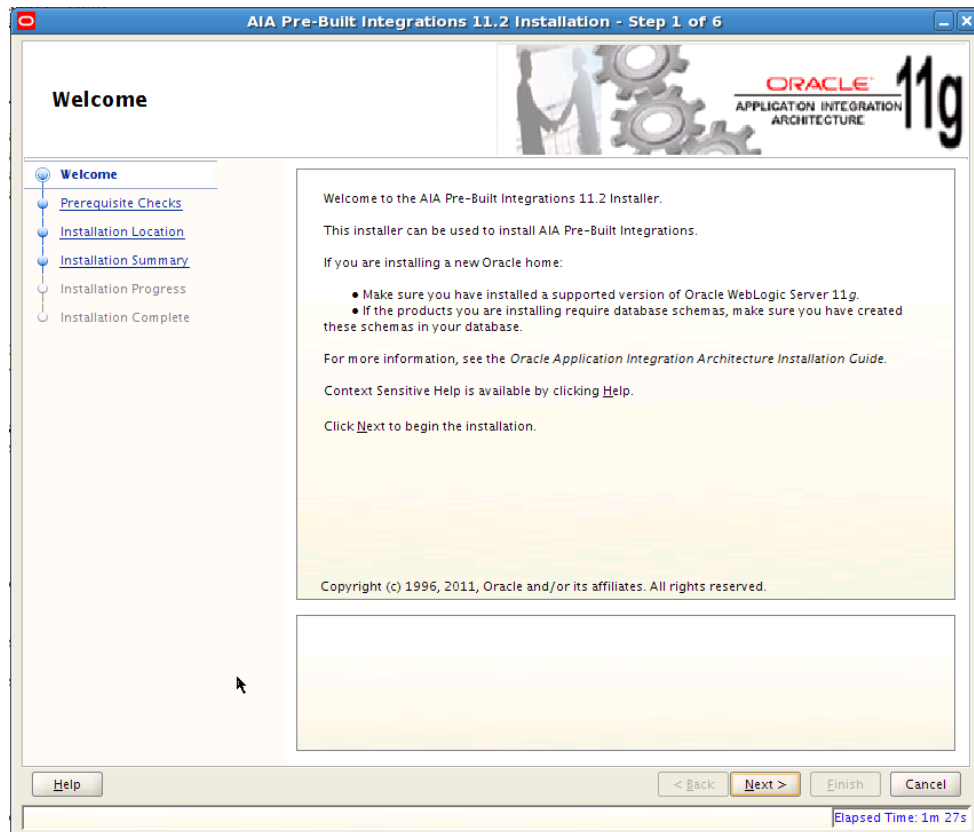 AIA Pre-Built Integrations 11.2 Installation - Step 1 of 6
Welcome
ORACLE
APPLICATION INTEGRATION
ARCHITECTURE
11g
Welcome
Prerequisite Checks
Installation Location
Installation Summary
Installation Progress
Installation Complete
Welcome to the AIA Pre-Built Integrations 11.2 Installer.
This installer can be used to install AIA Pre-Built Integrations.
If you are installing a new Oracle home:
● Make sure you have installed a supported version of Oracle WebLogic Server 11g.
● If the products you are installing require database schemas, make sure you have created
these schemas in your database.
For more information, see the Oracle Application Integration Architecture Installation Guide.
Context Sensitive Help is available by clicking Help.
Click Next to begin the installation.
Copyright (c) 1996, 2011, Oracle and/or its affiliates. All rights reserved.
Help
< Back
Next >
Finish
Cancel
Elapsed Time: 1m 27s